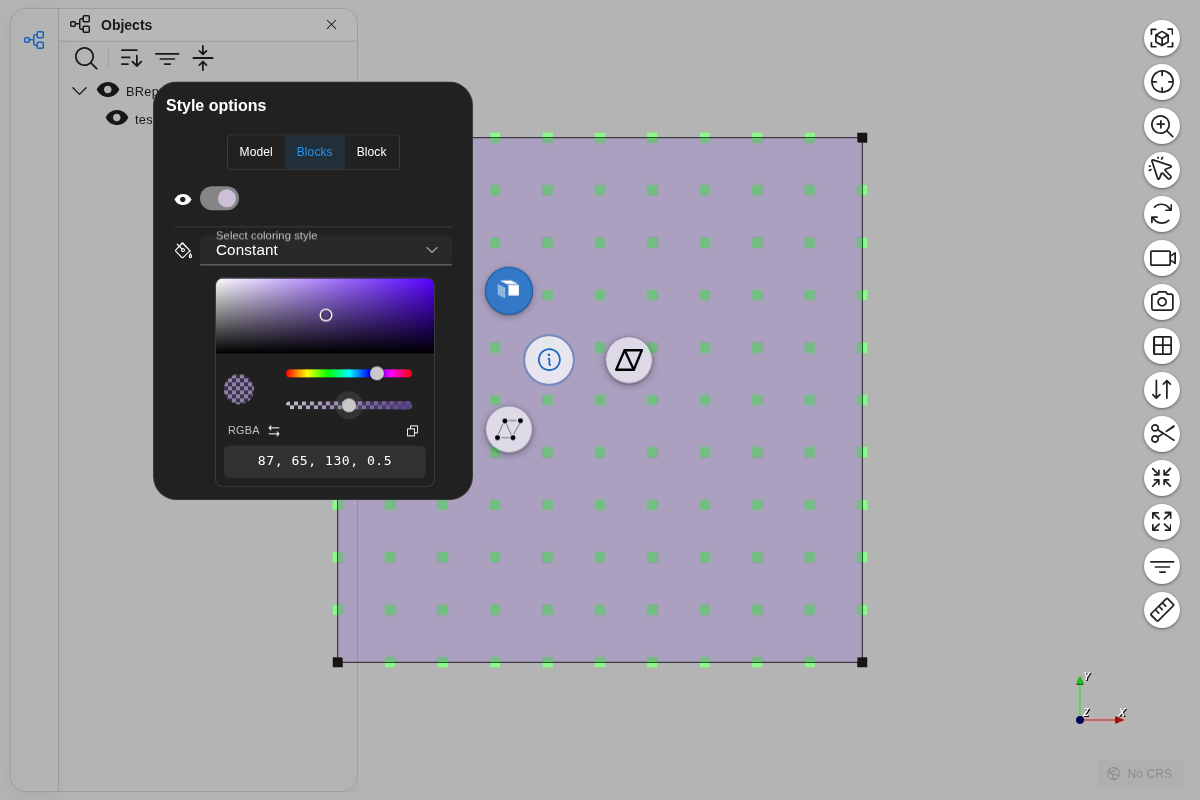 Objects
BRep
tes
Style options
Model Blocks Block
Select coloring style
Constant
RGBA
87, 65, 130, 0.5
Y
Z X
No CRS